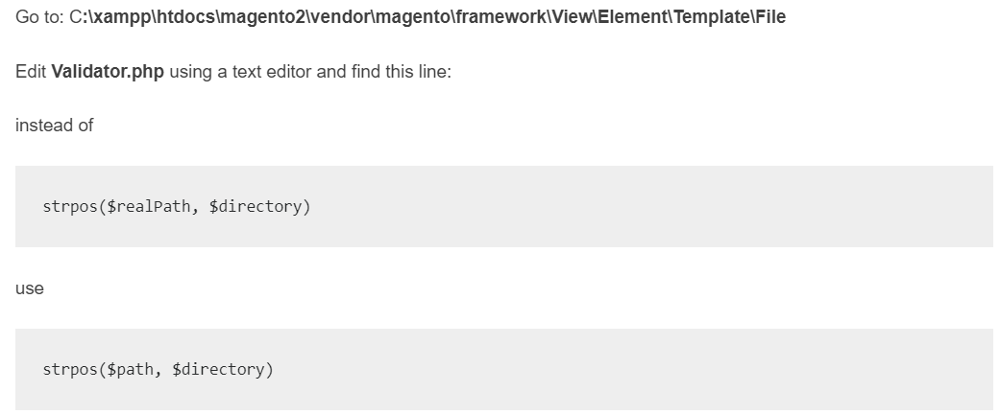 Go to: C:\xampp\htdocs\magento2\vendor\magento\framework\View\Element\Template\File
Edit Validator.php using a text editor and find this line:
instead of
strpos($realPath, $directory)
use
strpos($path, $directory)